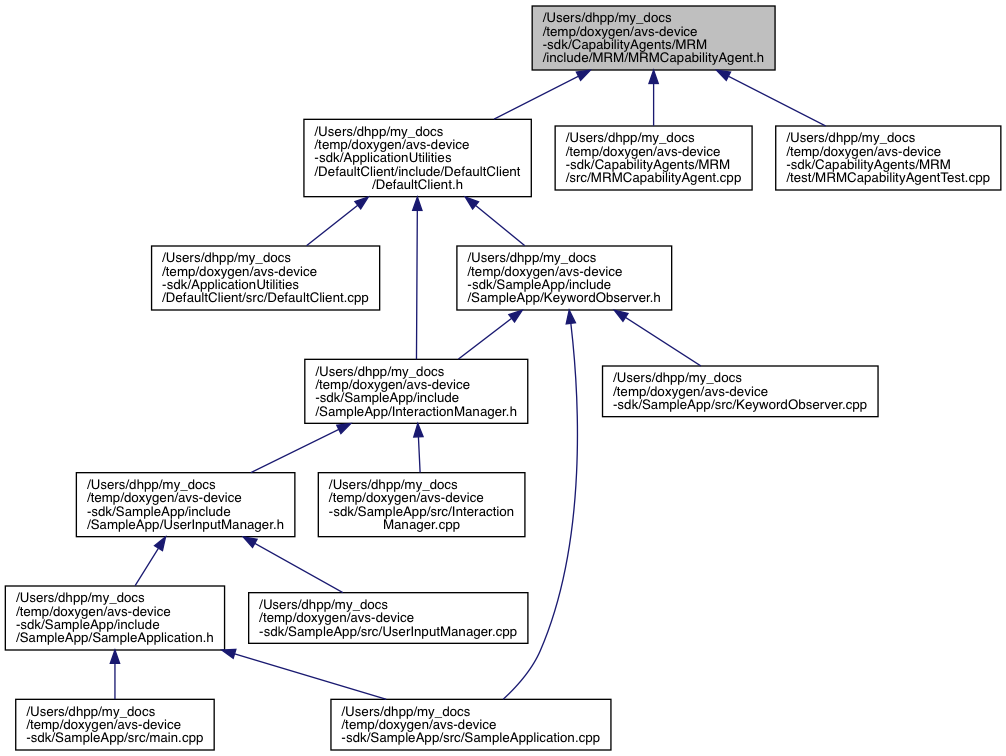 /Users/dhpp/my_docs
/temp/doxygen/avs-device
-sdk/CapabilityAgents/MRM
/include/MRM/MRMCapabilityAgent.h
/Users/dhpp/my_docs
/temp/doxygen/avs-device
-sdk/ApplicationUtilities
/DefaultClient/include/DefaultClient
/DefaultClient.h
/Users/dhpp/my_docs
/temp/doxygen/avs-device
-sdk/CapabilityAgents/MRM
/src/MRMCapabilityAgent.cpp
/Users/dhpp/my_docs
/temp/doxygen/avs-device
-sdk/CapabilityAgents/MRM
/test/MRMCapabilityAgentTest.cpp
/Users/dhpp/my_docs
/temp/doxygen/avs-device
-sdk/ApplicationUtilities
/DefaultClient/src/DefaultClient.cpp
/Users/dhpp/my_docs
/temp/doxygen/avs-device
-sdk/SampleApp/include
/SampleApp/KeywordObserver.h
/Users/dhpp/my_docs
/temp/doxygen/avs-device
-sdk/SampleApp/include
/SampleApp/InteractionManager.h
/Users/dhpp/my_docs
/temp/doxygen/avs-device
-sdk/SampleApp/src/KeywordObserver.cpp
/Users/dhpp/my_docs
/temp/doxygen/avs-device
-sdk/SampleApp/include
/SampleApp/UserInputManager.h
/Users/dhpp/my_docs
/temp/doxygen/avs-device
-sdk/SampleApp/src/Interaction
Manager.cpp
/Users/dhpp/my_docs
/temp/doxygen/avs-device
-sdk/SampleApp/include
/SampleApp/SampleApplication.h
/Users/dhpp/my_docs
/temp/doxygen/avs-device
-sdk/SampleApp/src/UserInputManager.cpp
/Users/dhpp/my_docs
/temp/doxygen/avs-device
-sdk/SampleApp/src/main.cpp
/Users/dhpp/my_docs
/temp/doxygen/avs-device
-sdk/SampleApp/src/SampleApplication.cpp